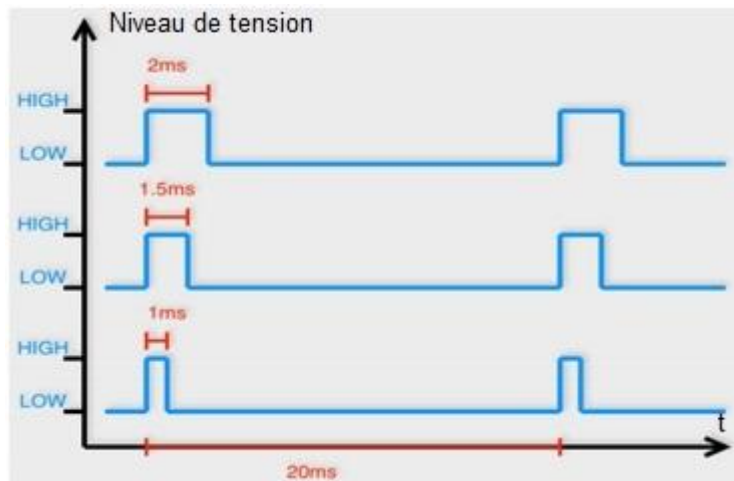 Niveau de tension
2ms
HIGH
LOW
1.5ms
HIGH
LOW
1ms
HIGH
LOW
t
20ms